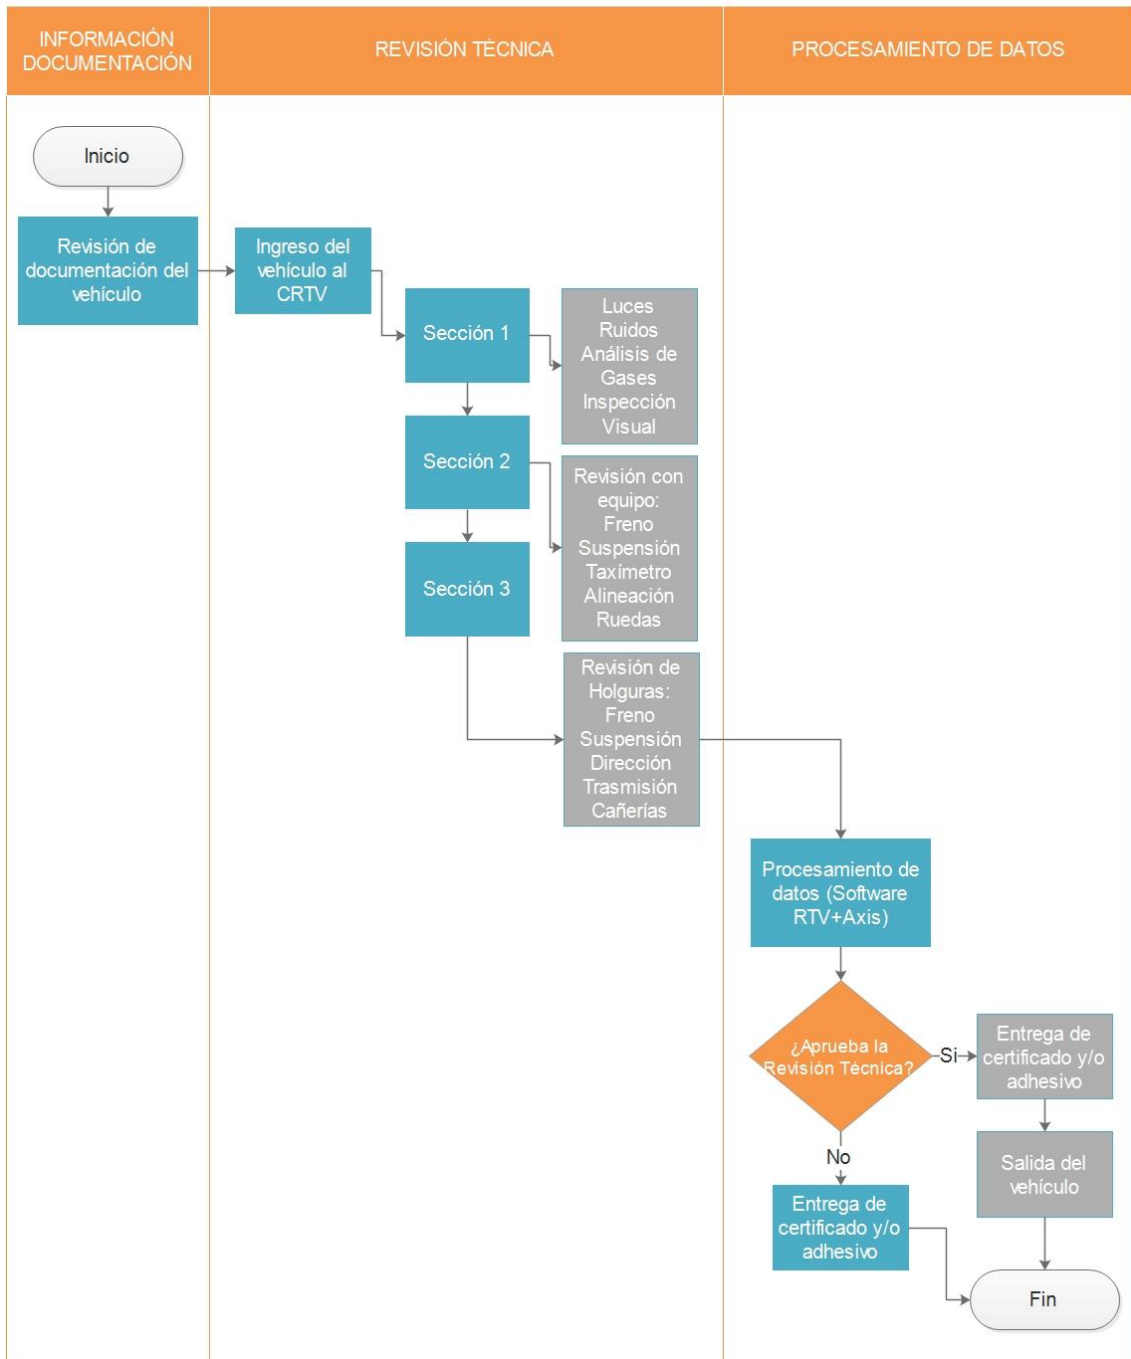 INFORMACIÓN
DOCUMENTACIÓN
REVISIÓN TÉCNICA
PROCESAMIENTO DE DATOS
Inicio
Revisión de
documentación del
vehículo
Ingreso del
vehículo al
CRTV
Sección 1
Luces
Ruidos
Análisis de
Gases
Inspección
Visual
Sección 2
Revisión con
equipo:
Freno
Suspensión
Taxímetro
Alineación
Ruedas
Sección 3
Revisión de
Holguras:
Freno
Suspensión
Dirección
Trasmisión
Cañerías
Procesamiento de
datos (Software
RTV+Axis)
¿Aprueba la
Revisión Técnica?
Si
Entrega de
certificado y/o
adhesivo
Salida del
vehículo
No
Entrega de
certificado y/o
adhesivo
Fin